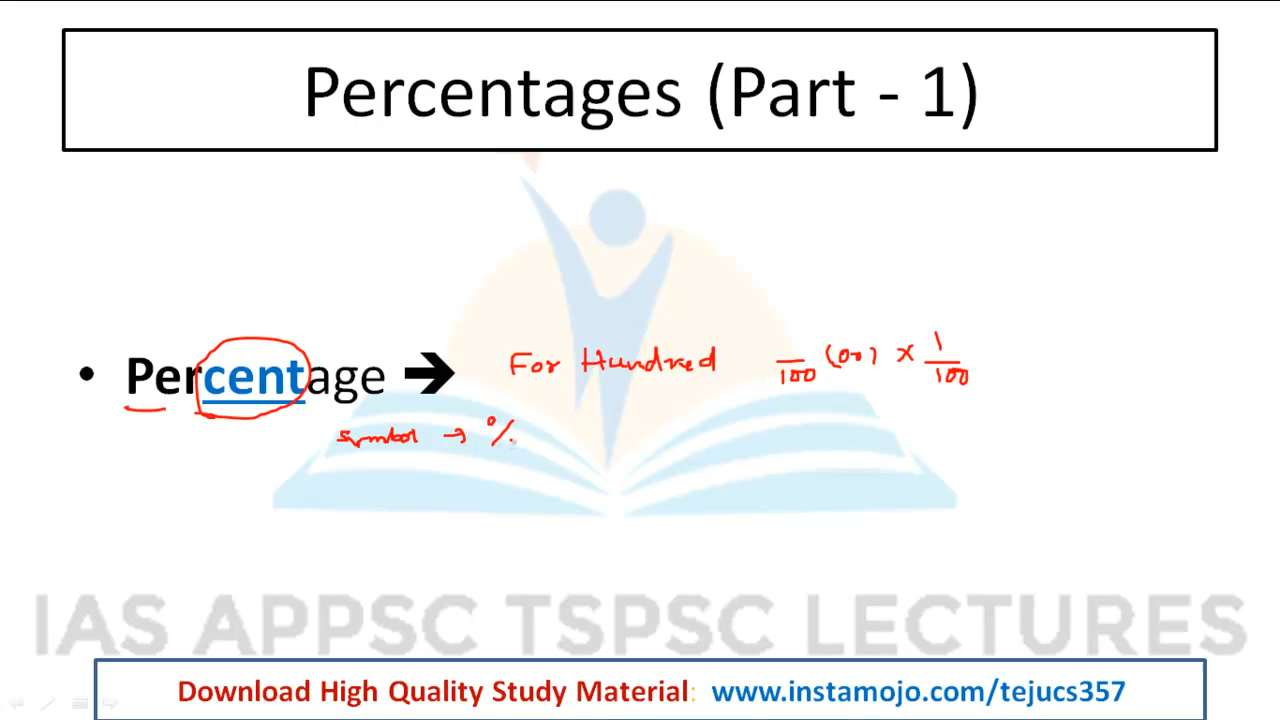 Percentages (Part - 1)
• Percentage ➔ For Hundred /100 (or) × 1/100
symbol → %
IAS APPSC TSPSC LECTURES
Download High Quality Study Material: www.instamojo.com/tejucs357